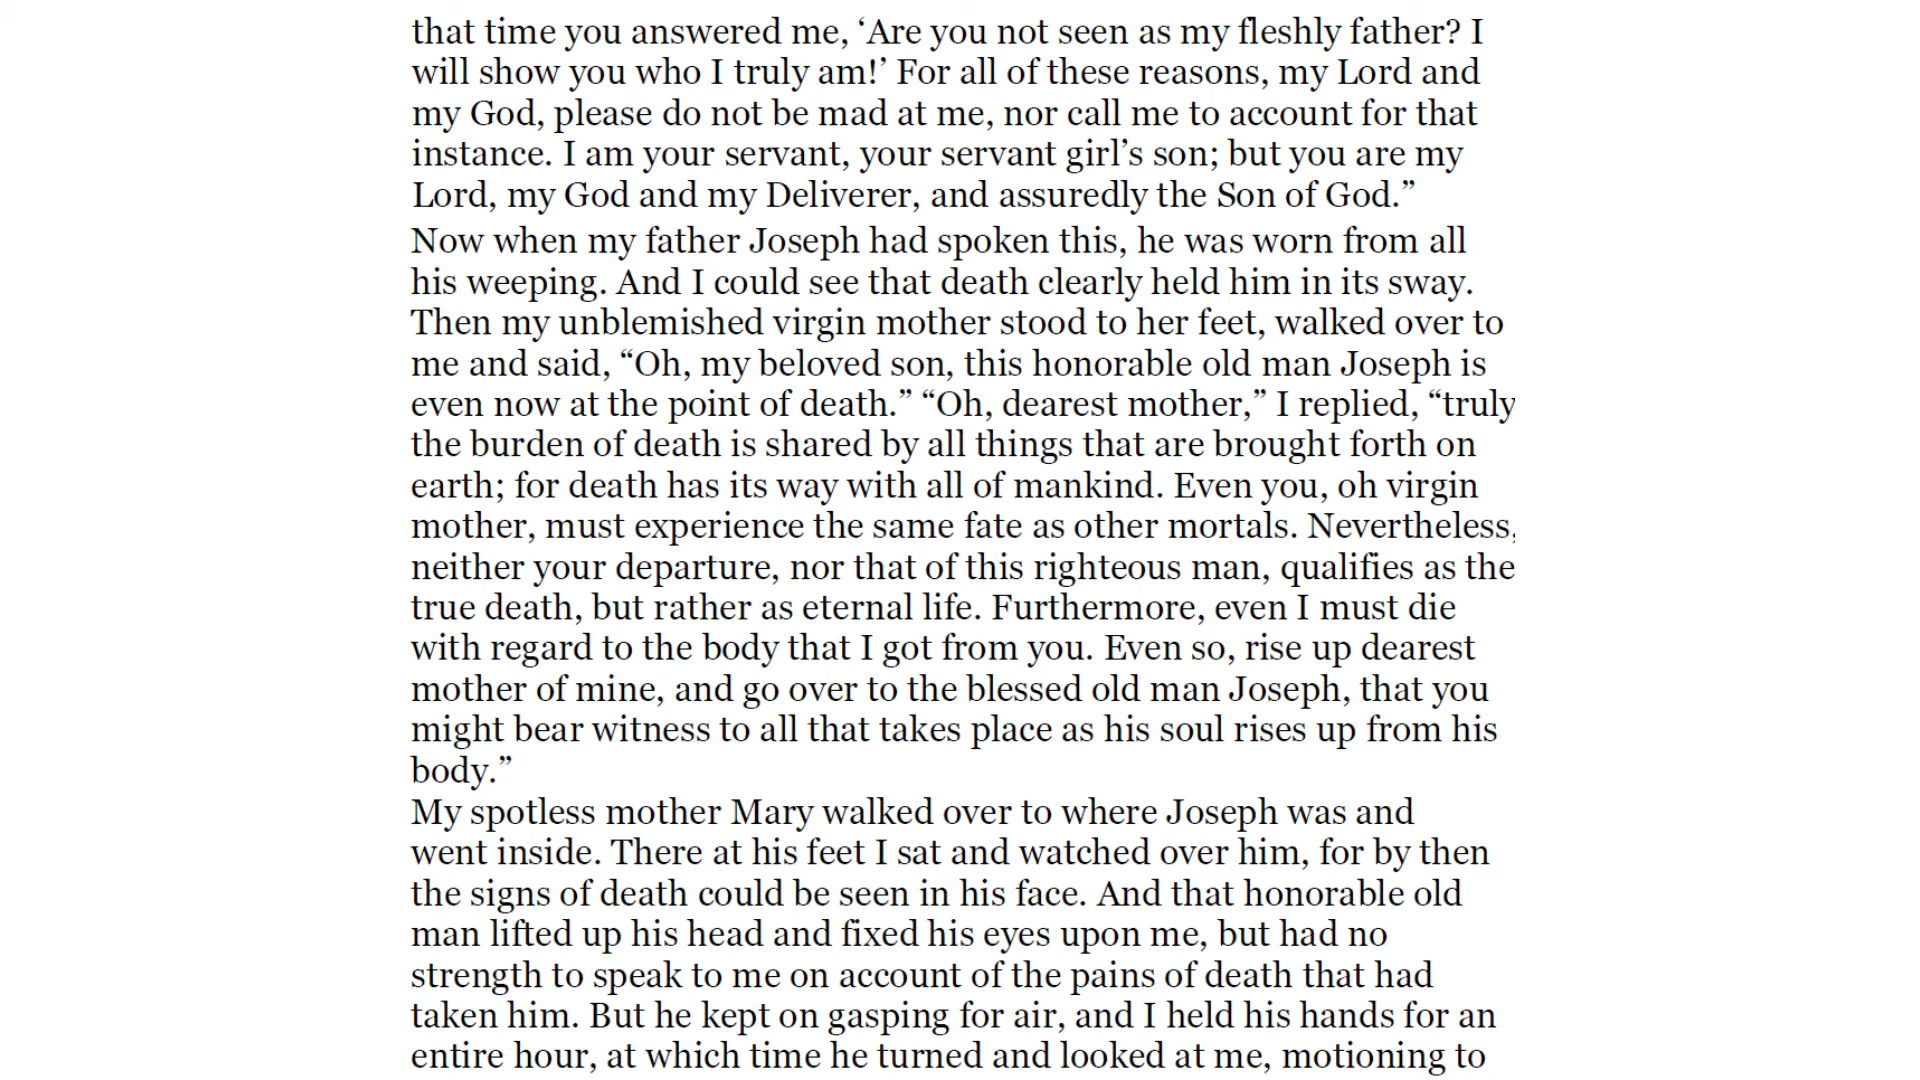 that time you answered me, ‘Are you not seen as my fleshly father? I
will show you who I truly am!’ For all of these reasons, my Lord and
my God, please do not be mad at me, nor call me to account for that
instance. I am your servant, your servant girl’s son; but you are my
Lord, my God and my Deliverer, and assuredly the Son of God.”
Now when my father Joseph had spoken this, he was worn from all
his weeping. And I could see that death clearly held him in its sway.
Then my unblemished virgin mother stood to her feet, walked over to
me and said, “Oh, my beloved son, this honorable old man Joseph is
even now at the point of death.” “Oh, dearest mother,” I replied, “truly
the burden of death is shared by all things that are brought forth on
earth; for death has its way with all of mankind. Even you, oh virgin
mother, must experience the same fate as other mortals. Nevertheless,
neither your departure, nor that of this righteous man, qualifies as the
true death, but rather as eternal life. Furthermore, even I must die
with regard to the body that I got from you. Even so, rise up dearest
mother of mine, and go over to the blessed old man Joseph, that you
might bear witness to all that takes place as his soul rises up from his
body.”
My spotless mother Mary walked over to where Joseph was and
went inside. There at his feet I sat and watched over him, for by then
the signs of death could be seen in his face. And that honorable old
man lifted up his head and fixed his eyes upon me, but had no
strength to speak to me on account of the pains of death that had
taken him. But he kept on gasping for air, and I held his hands for an
entire hour, at which time he turned and looked at me, motioning to